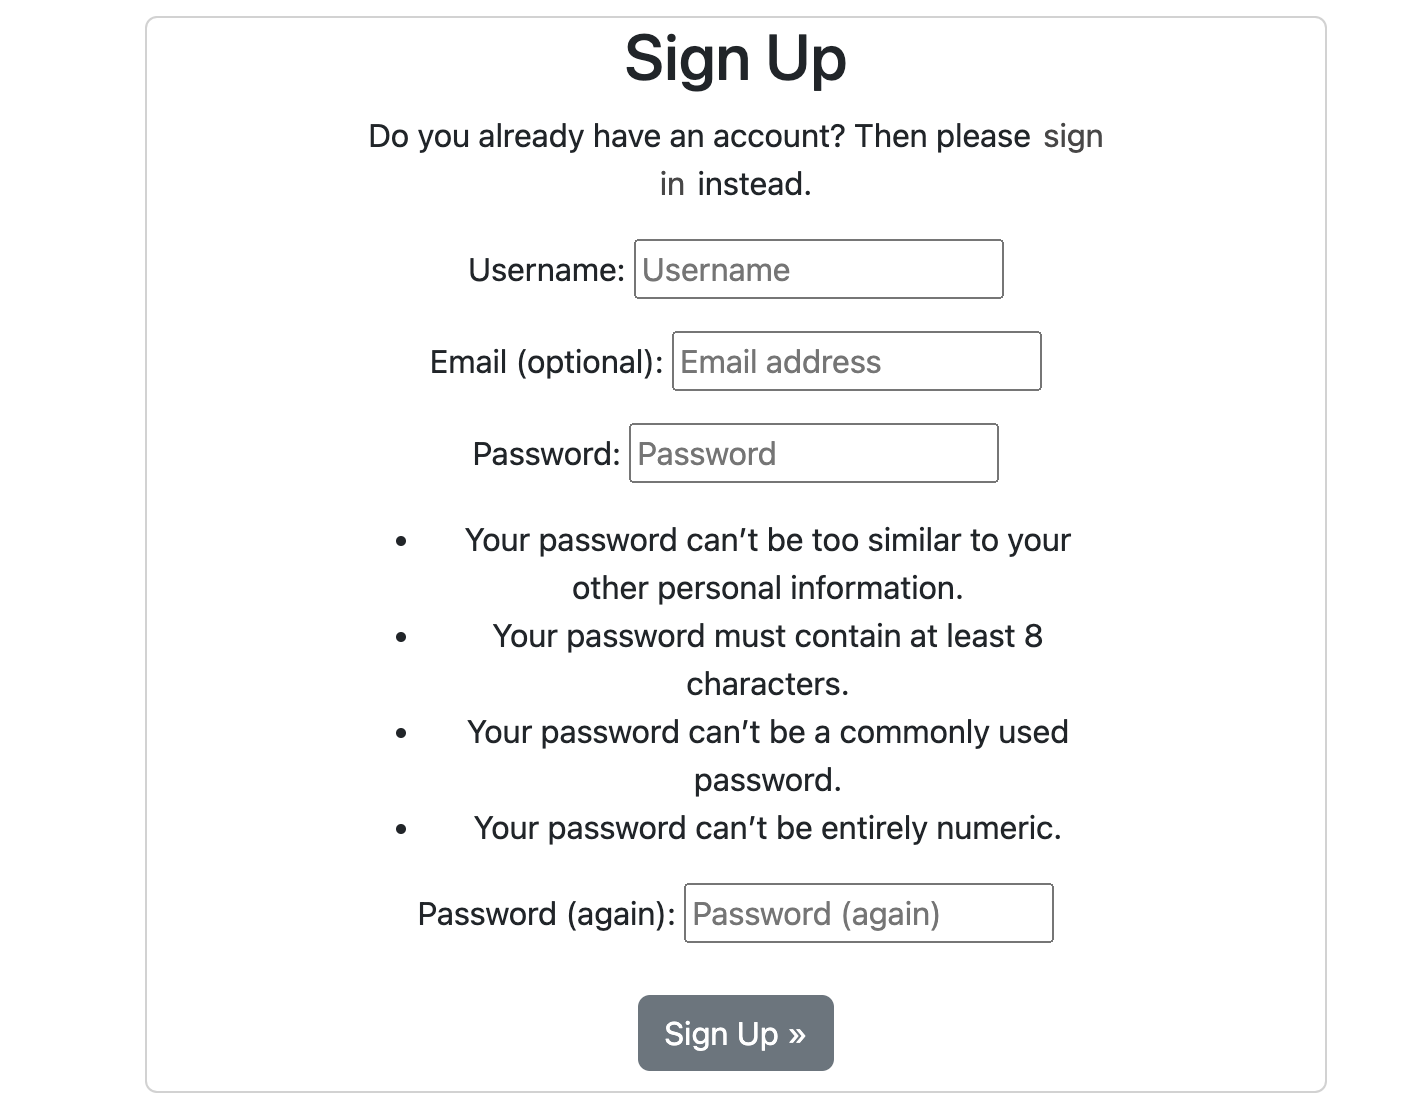 Sign Up
Do you already have an account? Then please sign
in instead.
Username: Username
Email (optional): Email address
Password: Password
• Your password can’t be too similar to your
other personal information.
• Your password must contain at least 8
characters.
• Your password can’t be a commonly used
password.
• Your password can’t be entirely numeric.
Password (again): Password (again)
Sign Up »